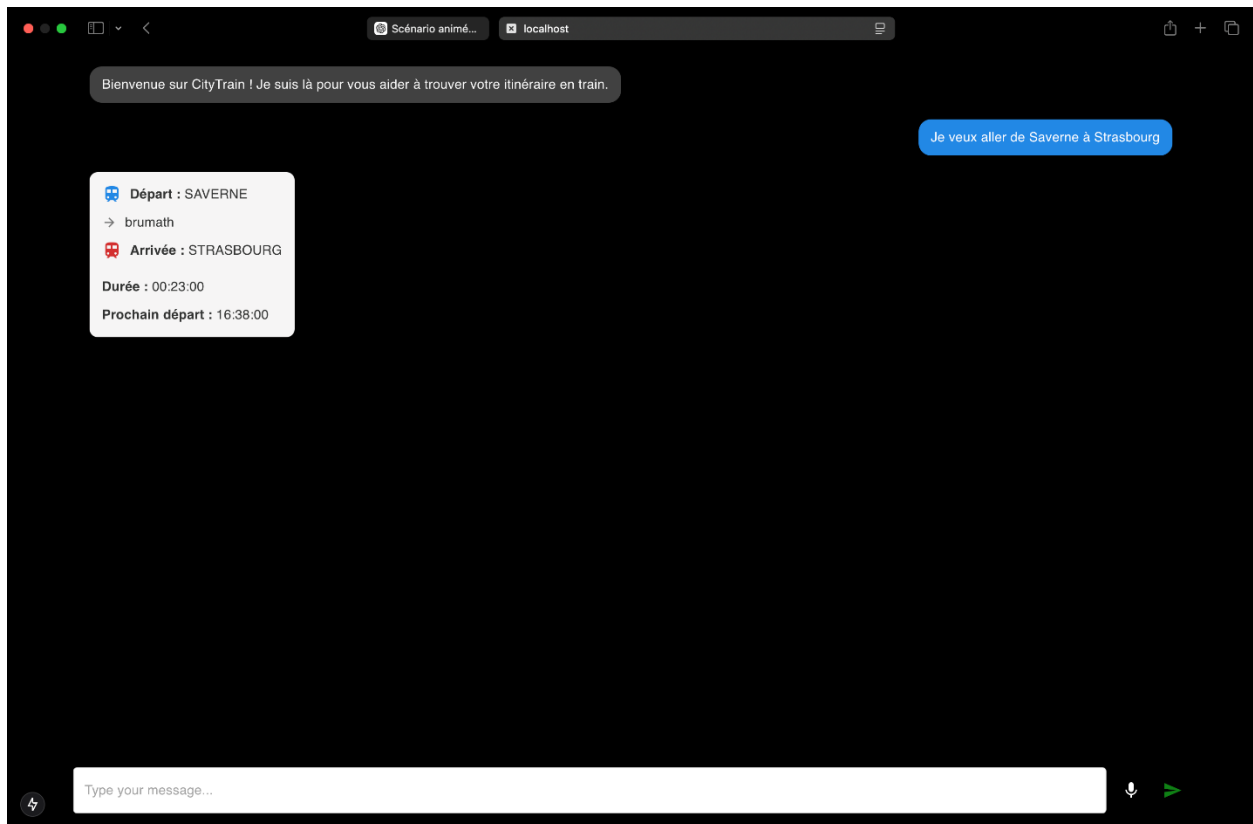 Scénario animé...
localhost
Bienvenue sur CityTrain ! Je suis là pour vous aider à trouver votre itinéraire en train.
Je veux aller de Saverne à Strasbourg
Départ : SAVERNE
→ brumath
Arrivée : STRASBOURG
Durée : 00:23:00
Prochain départ : 16:38:00
Type your message...